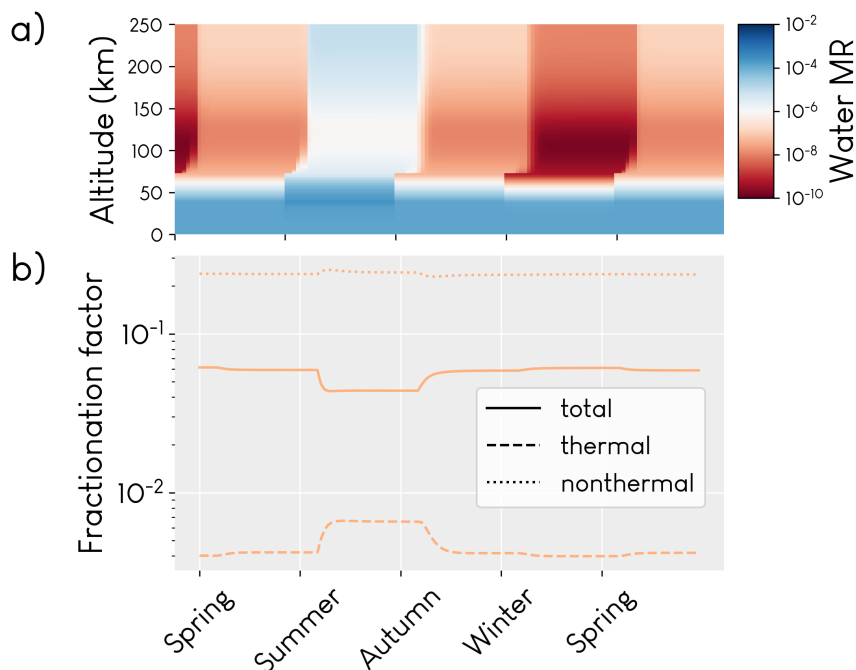 a)
Altitude (km)
250
200
150
100
50
0
10⁻²
10⁻⁴
10⁻⁶
10⁻⁸
10⁻¹⁰
Water MR
b)
Fractionation factor
10⁻¹
10⁻²
total
thermal
nonthermal
Spring
Summer
Autumn
Winter
Spring